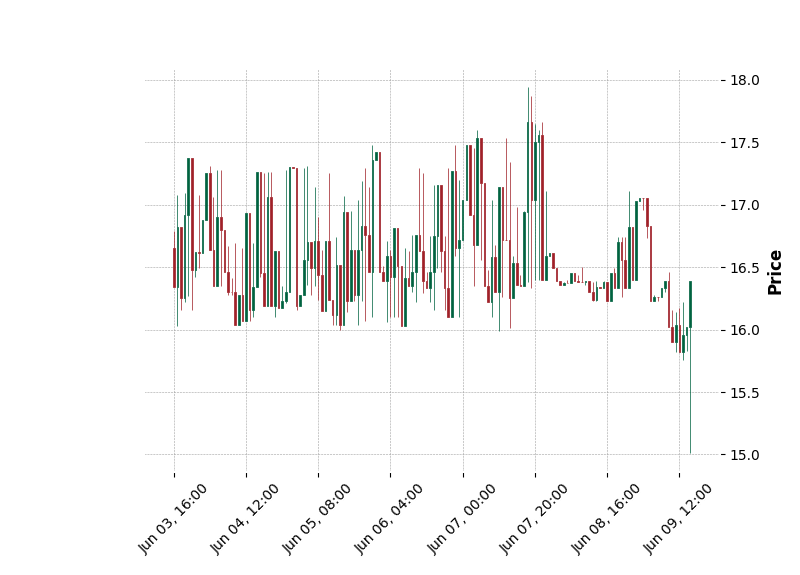 18.0
17.5
17.0
16.5
16.0
15.5
15.0
Price
Jun 03, 16:00
Jun 04, 12:00
Jun 05, 08:00
Jun 06, 04:00
Jun 07, 00:00
Jun 07, 20:00
Jun 08, 16:00
Jun 09, 12:00